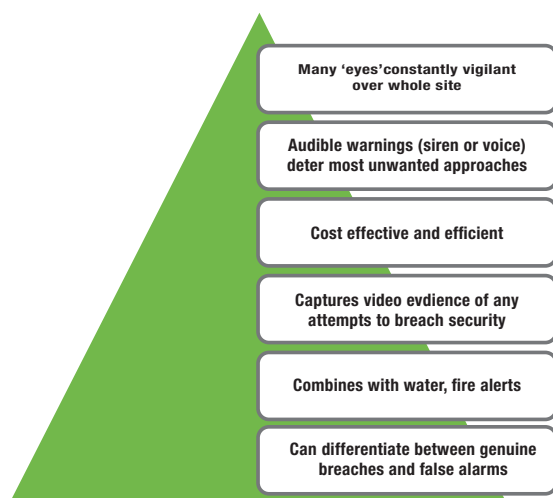 Many ‘eyes’constantly vigilant
over whole site
Audible warnings (siren or voice)
deter most unwanted approaches
Cost effective and efficient
Captures video evdience of any
attempts to breach security
Combines with water, fire alerts
Can differentiate between genuine
breaches and false alarms